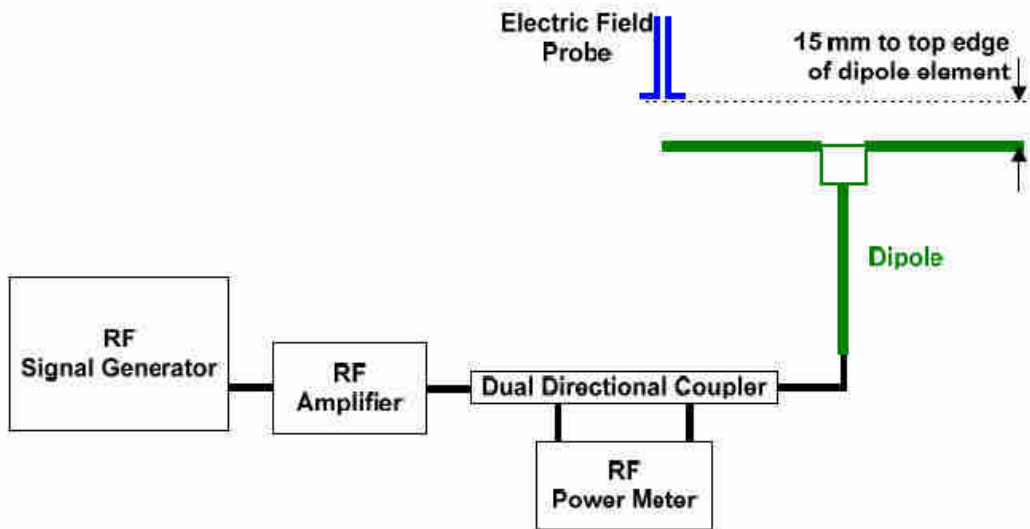 Electric Field
Probe
15 mm to top edge
of dipole element
Dipole
RF
Signal Generator
RF
Amplifier
Dual Directional Coupler
RF
Power Meter